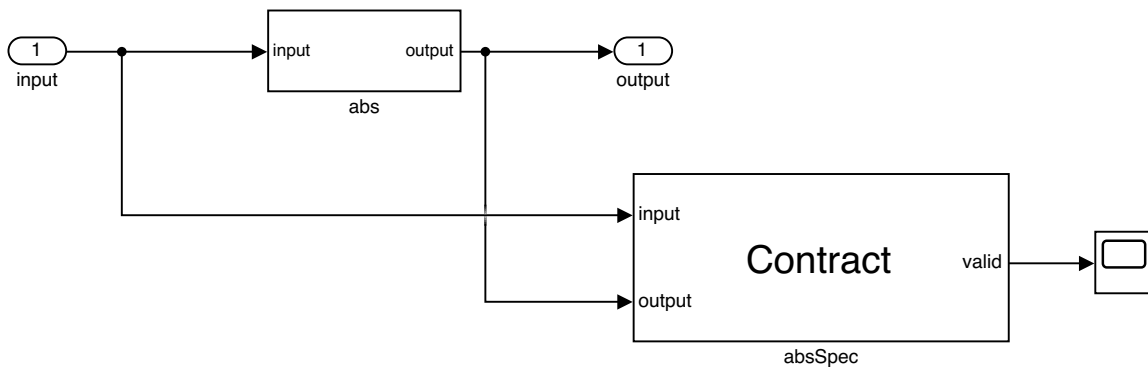 1
input
input
output
abs
1
output
input
output
Contract
valid
absSpec